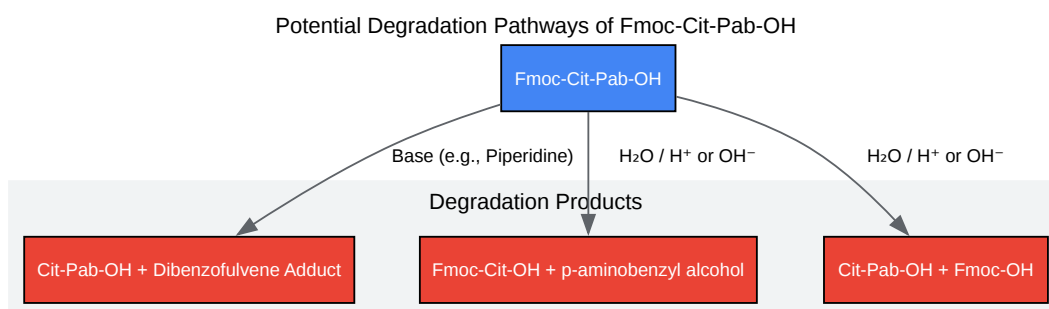 Potential Degradation Pathways of Fmoc-Cit-Pab-OH
Fmoc-Cit-Pab-OH
Base (e.g., Piperidine)
H₂O / H⁺ or OH⁻
H₂O / H⁺ or OH⁻
Degradation Products
Cit-Pab-OH + Dibenzofulvene Adduct
Fmoc-Cit-OH + p-aminobenzyl alcohol
Cit-Pab-OH + Fmoc-OH